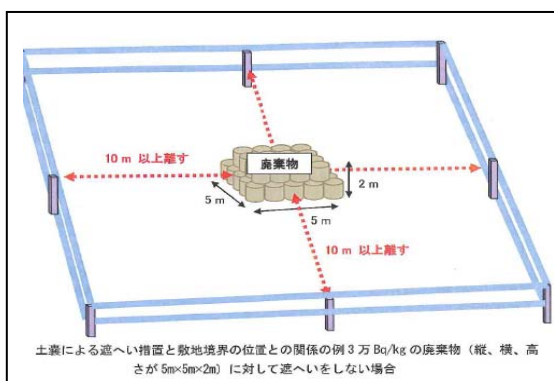 10 m 以上離す
廃棄物
2 m
5 m
5 m
10 m 以上離す
土嚢による遮へい措置と敷地境界の位置との関係の例 3 万 Bq/kg の廃棄物（縦、横、高
さが 5m×5m×2m）に対して遮へいをしない場合